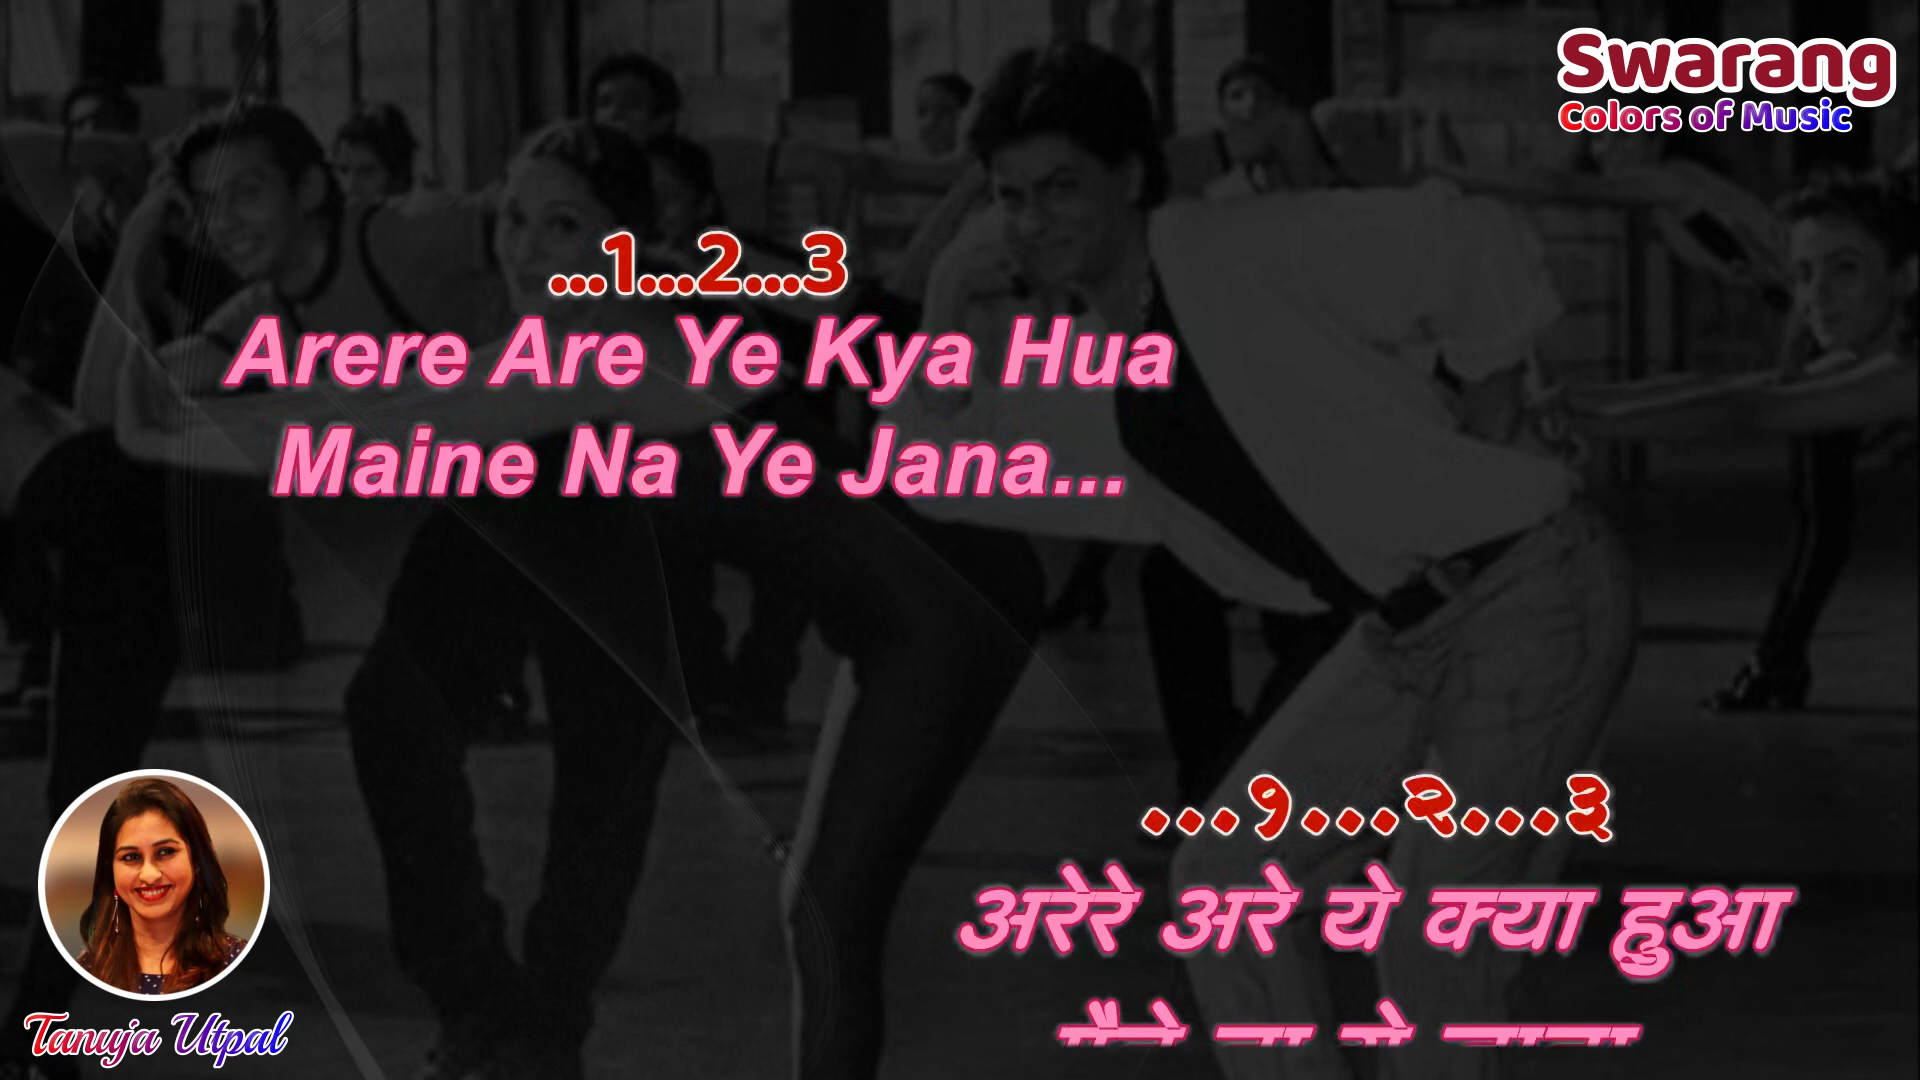 Swarang
Colors of Music
...1...2...3
Arere Are Ye Kya Hua
Maine Na Ye Jana...
...१...२...३
अरेरे अरे ये क्या हुआ
Tanuja Utpal